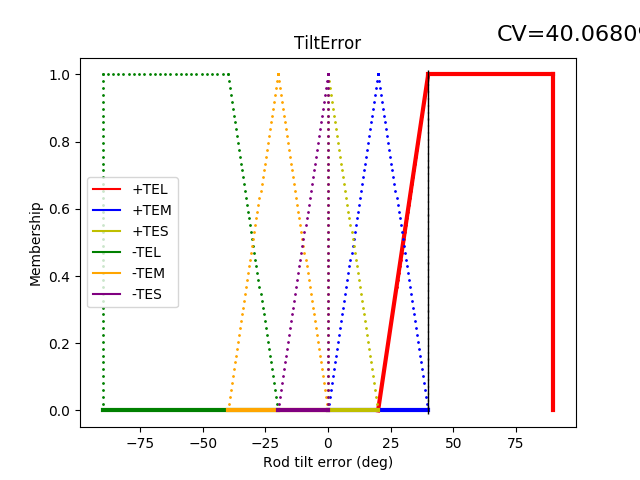 CV=40.06809
TiltError
1.0
0.8
0.6
0.4
0.2
0.0
Membership
+TEL
+TEM
+TES
-TEL
-TEM
-TES
−75 −50 −25 0 25 50 75
Rod tilt error (deg)